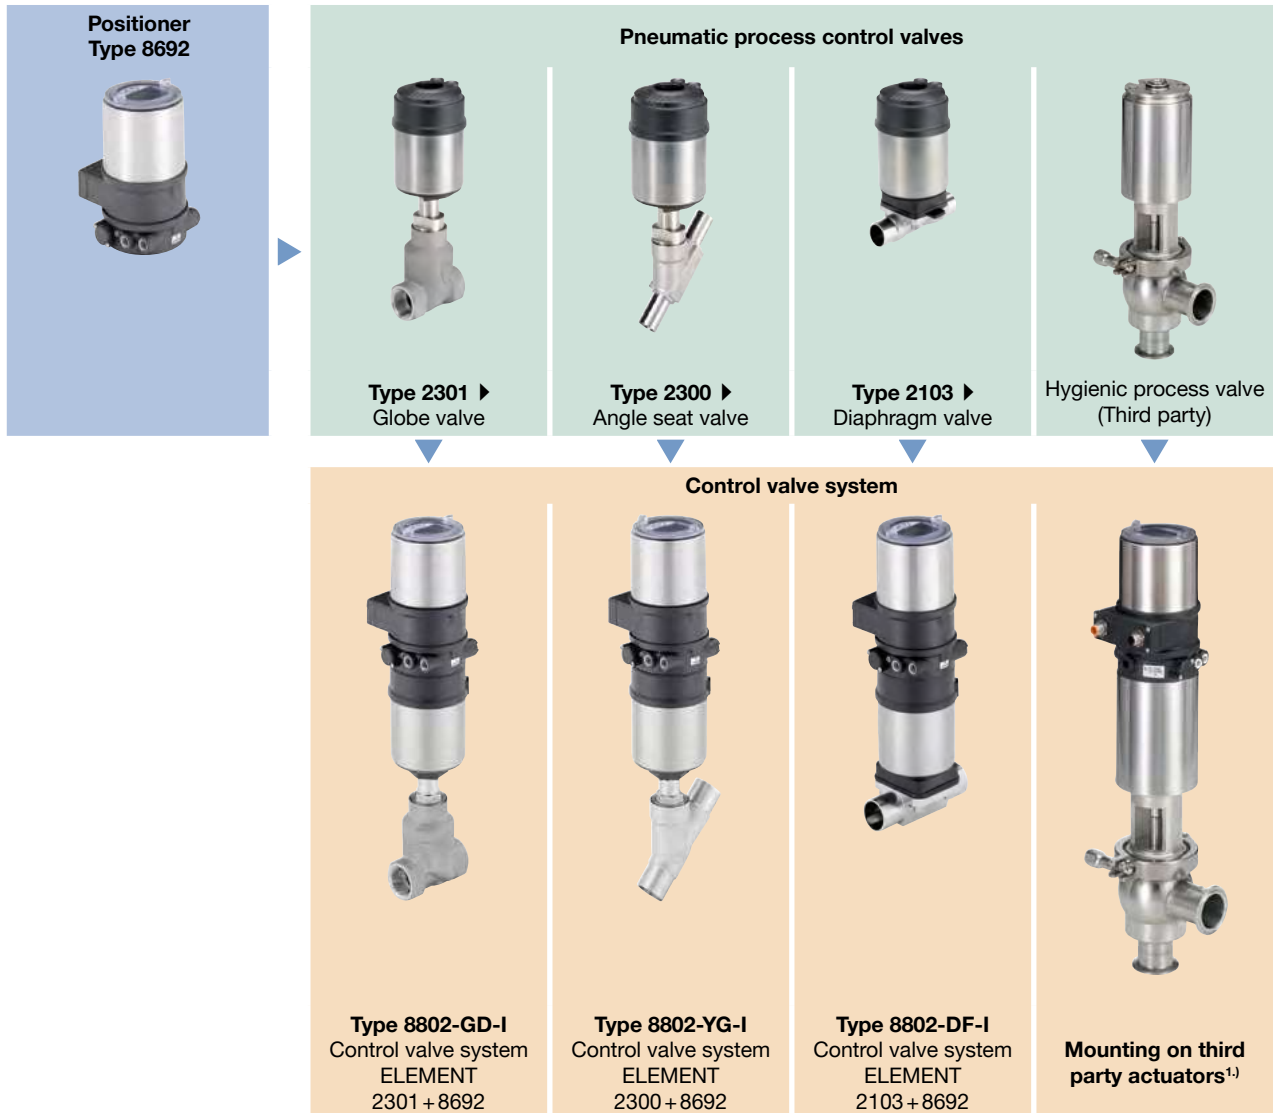 Positioner
Type 8692
Pneumatic process control valves
Type 2301 ▶
Globe valve
Type 2300 ▶
Angle seat valve
Type 2103 ▶
Diaphragm valve
Hygienic process valve
(Third party)
Control valve system
Type 8802-GD-I
Control valve system
ELEMENT
2301 + 8692
Type 8802-YG-I
Control valve system
ELEMENT
2300 + 8692
Type 8802-DF-I
Control valve system
ELEMENT
2103 + 8692
Mounting on third
party actuators¹·⁾